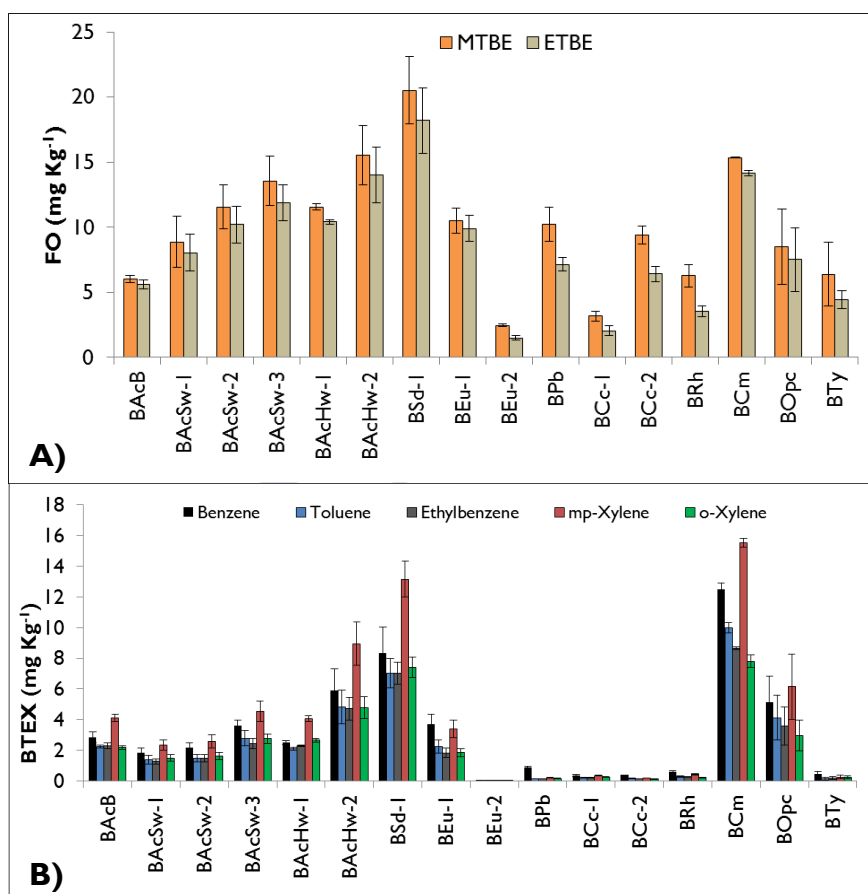 25
20
15
10
5
0
FO (mg Kg⁻¹)
MTBE ETBE
BAcB BAcSw-1 BAcSw-2 BAcSw-3 BAcHw-1 BAcHw-2 BSd-1 BEu-1 BEu-2 BPb BCc-1 BCc-2 BRh BCm BOpc BTy
A)
18
16
14
12
10
8
6
4
2
0
BTEX (mg Kg⁻¹)
Benzene Toluene Ethylbenzene mp-Xylene o-Xylene
BAcB BAcSw-1 BAcSw-2 BAcSw-3 BAcHw-1 BAcHw-2 BSd-1 BEu-1 BEu-2 BPb BCc-1 BCc-2 BRh BCm BOpc BTy
B)